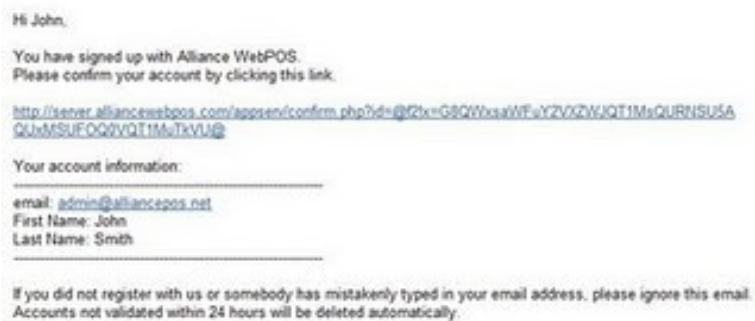 Hi John,
You have signed up with Alliance WebPOS.
Please confirm your account by clicking this link.
http://server.alliancewebpos.com/appserv/confirm.php?id=
Your account information:
------------------------------------------------------------
email: admin@alliancepos.net
First Name: John
Last Name: Smith
------------------------------------------------------------
If you did not register with us or somebody has mistakenly typed in your email address, please ignore this email.
Accounts not validated within 24 hours will be deleted automatically.